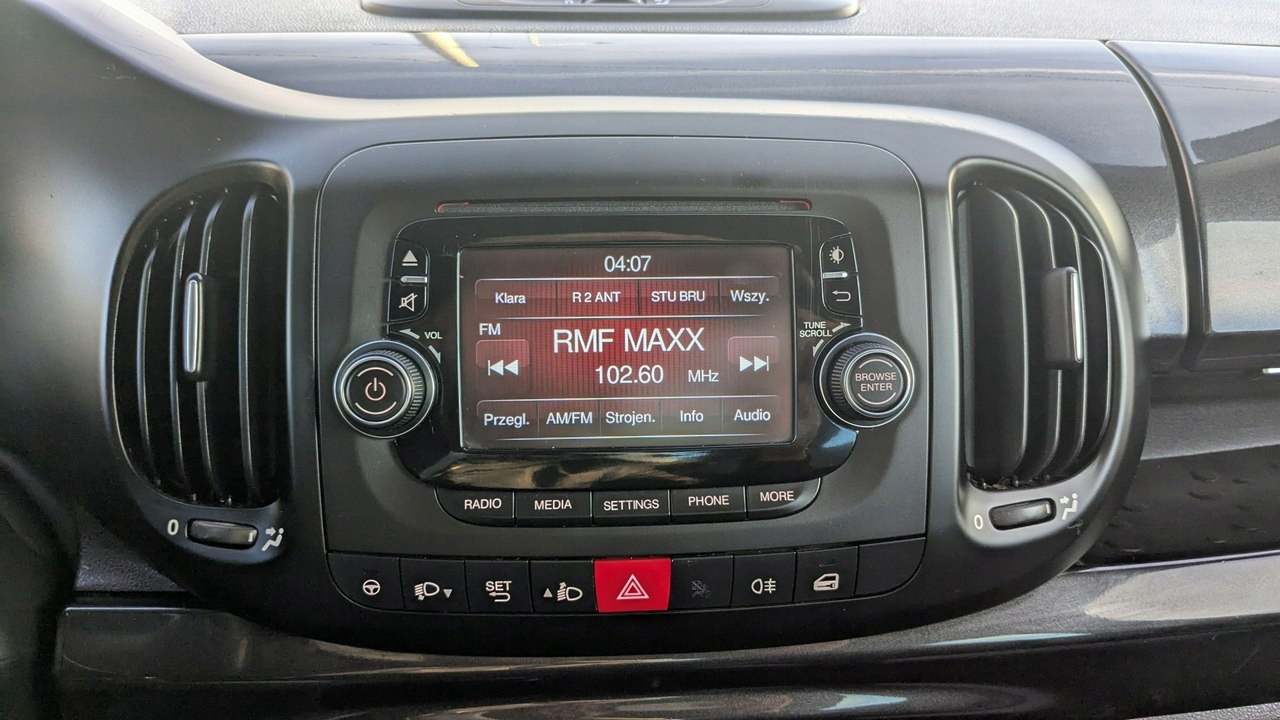 04:07
Klara R 2 ANT STU BRU Wszy.
FM
RMF MAXX
102.60 MHz
Przegl. AM/FM Strojen. Info Audio
VOL
TUNE
SCROLL
BROWSE
ENTER
RADIO MEDIA SETTINGS PHONE MORE
0
0
SET